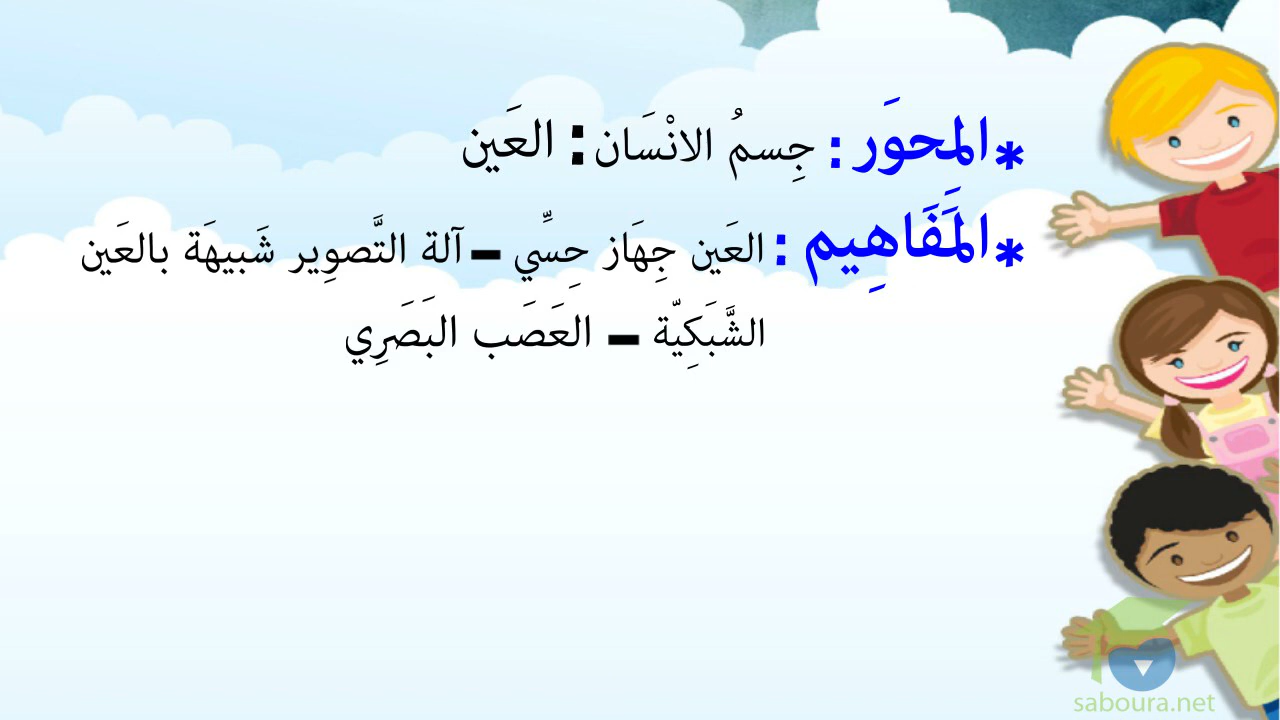 *المحوَر : جِسمُ الانْسَان : العَين
*المَفَاهِيم : العَين جِهَاز حِسِّي - آلة التَّصوِير شَبيهَة بالعَين
الشَّبَكِيّة - العَصَب البَصَرِي
saboura.net